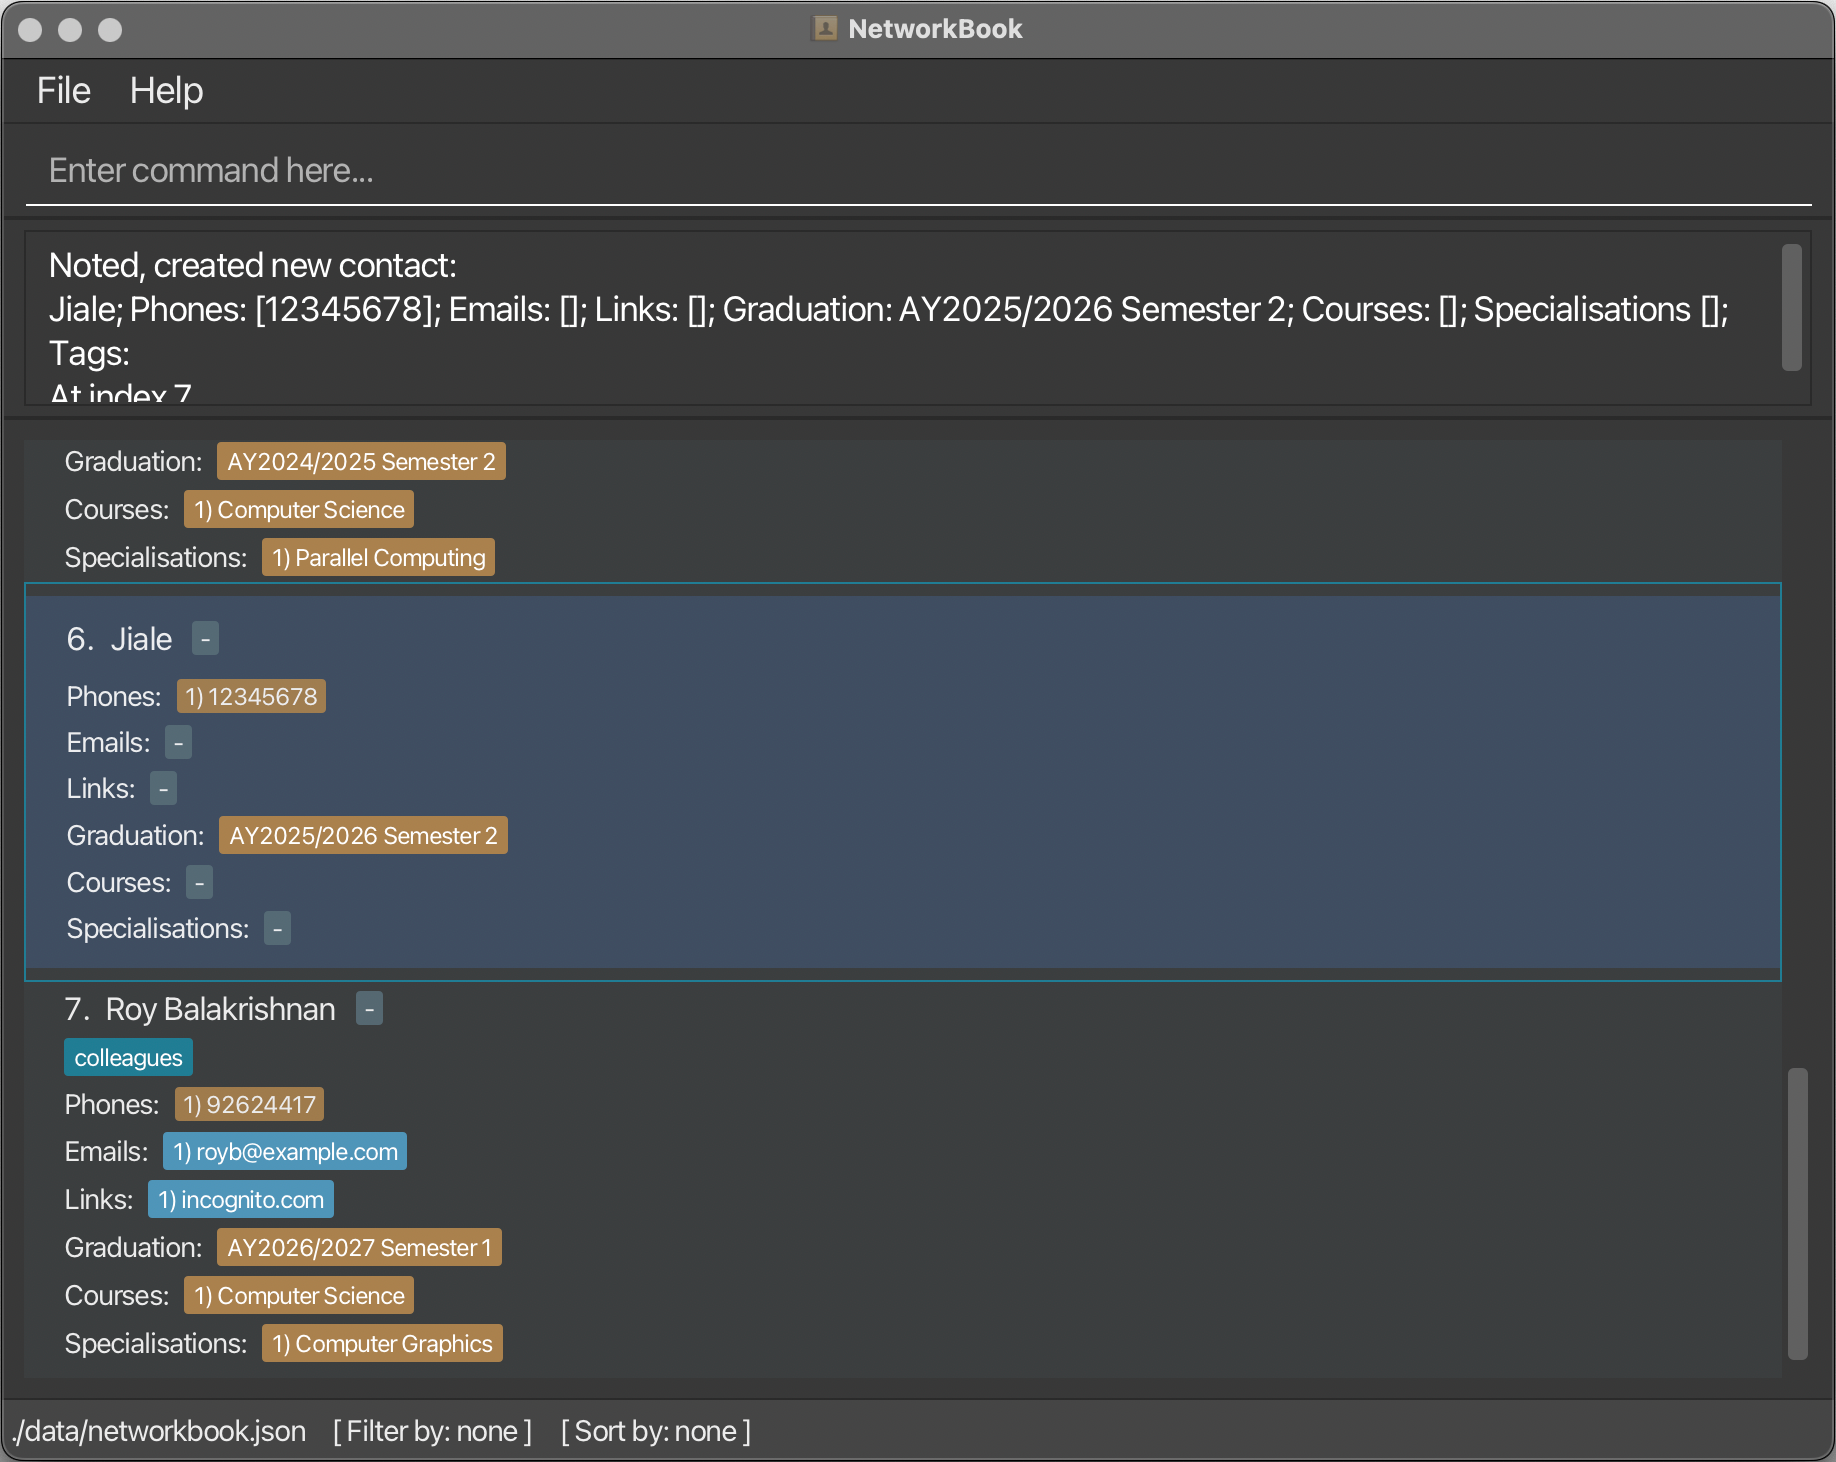 NetworkBook
File Help
Enter command here...
Noted, created new contact:
Jiale; Phones: [12345678]; Emails: []; Links: []; Graduation: AY2025/2026 Semester 2; Courses: []; Specialisations [];
Tags:
At index 7
Graduation: AY2024/2025 Semester 2
Courses: 1) Computer Science
Specialisations: 1) Parallel Computing
6. Jiale -
Phones: 1) 12345678
Emails: -
Links: -
Graduation: AY2025/2026 Semester 2
Courses: -
Specialisations: -
7. Roy Balakrishnan -
colleagues
Phones: 1) 92624417
Emails: 1) royb@example.com
Links: 1) incognito.com
Graduation: AY2026/2027 Semester 1
Courses: 1) Computer Science
Specialisations: 1) Computer Graphics
./data/networkbook.json [ Filter by: none ] [ Sort by: none ]